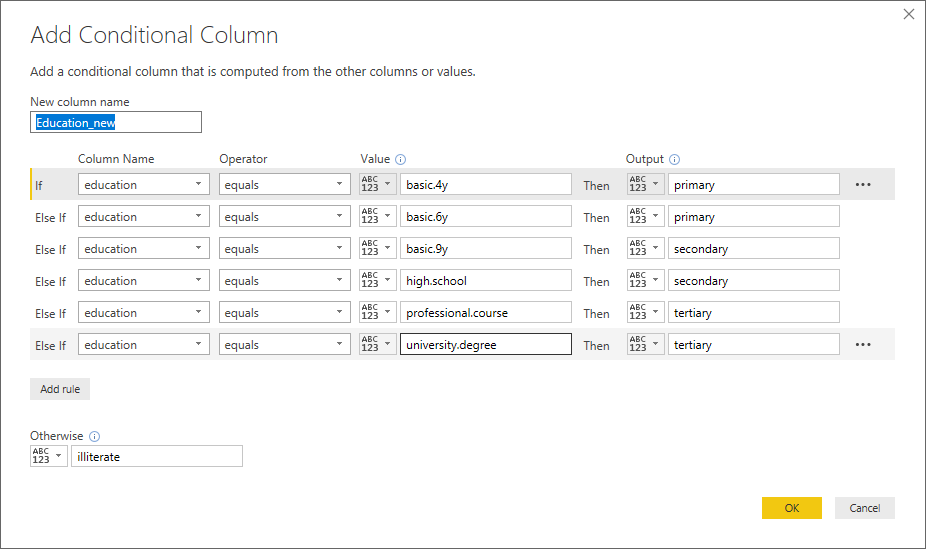 Add Conditional Column
Add a conditional column that is computed from the other columns or values.
New column name
Education_new
Column Name Operator Value Output
If education equals ABC 123 basic.4y Then ABC 123 primary ...
Else If education equals ABC 123 basic.6y Then ABC 123 primary
Else If education equals ABC 123 basic.9y Then ABC 123 secondary
Else If education equals ABC 123 high.school Then ABC 123 secondary
Else If education equals ABC 123 professional.course Then ABC 123 tertiary
Else If education equals ABC 123 university.degree Then ABC 123 tertiary ...
Add rule
Otherwise
ABC 123 illiterate
OK Cancel